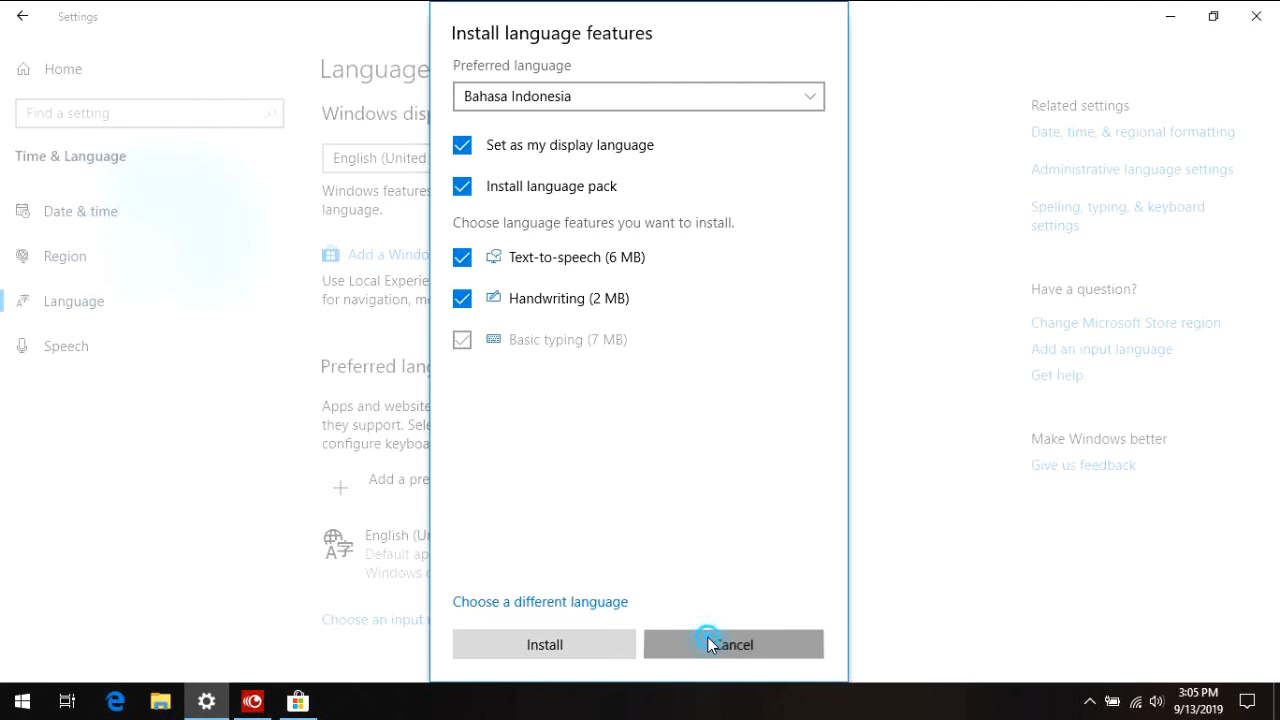 Settings
Install language features
Home
Preferred language
Language
Bahasa Indonesia
Find a setting
Windows disp
Related settings
Date, time, & regional formatting
Set as my display language
Time & Language
English (United
Administrative language settings
Install language pack
Windows features
language.
Spelling, typing, & keyboard
settings
Date & time
Choose language features you want to install.
Region
Add a Windo
Text-to-speech (6 MB)
Use Local Experie
for navigation, m
Have a question?
Language
Handwriting (2 MB)
Change Microsoft Store region
Speech
Basic typing (7 MB)
Add an input language
Preferred lan
Get help
Apps and website
they support. Sele
configure keyboa
Make Windows better
Give us feedback
Add a pre
English (Un
Default ap
Windows d
Choose a different language
Choose an input
Install
Cancel
3:05 PM
9/13/2019